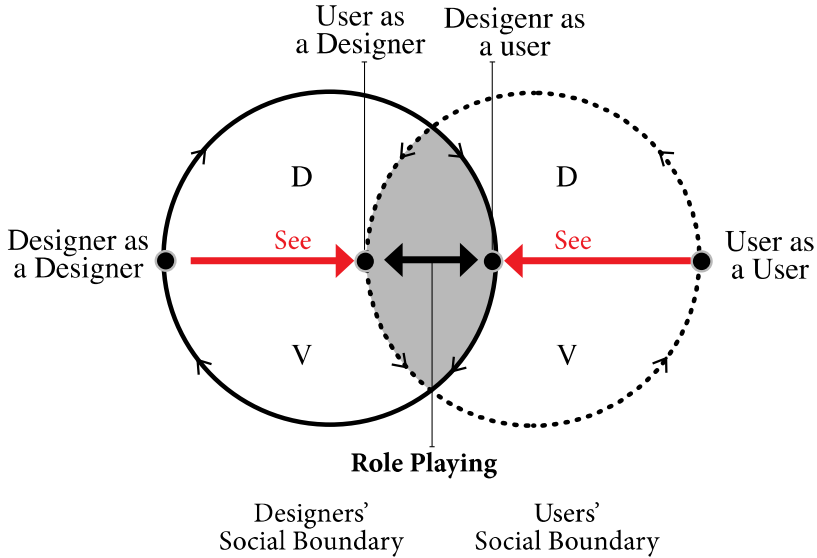 User as
a Designer
Desigenr as
a user
D
D
See
See
Designer as
a Designer
User as
a User
V
V
Role Playing
Designers’
Social Boundary
Users’
Social Boundary